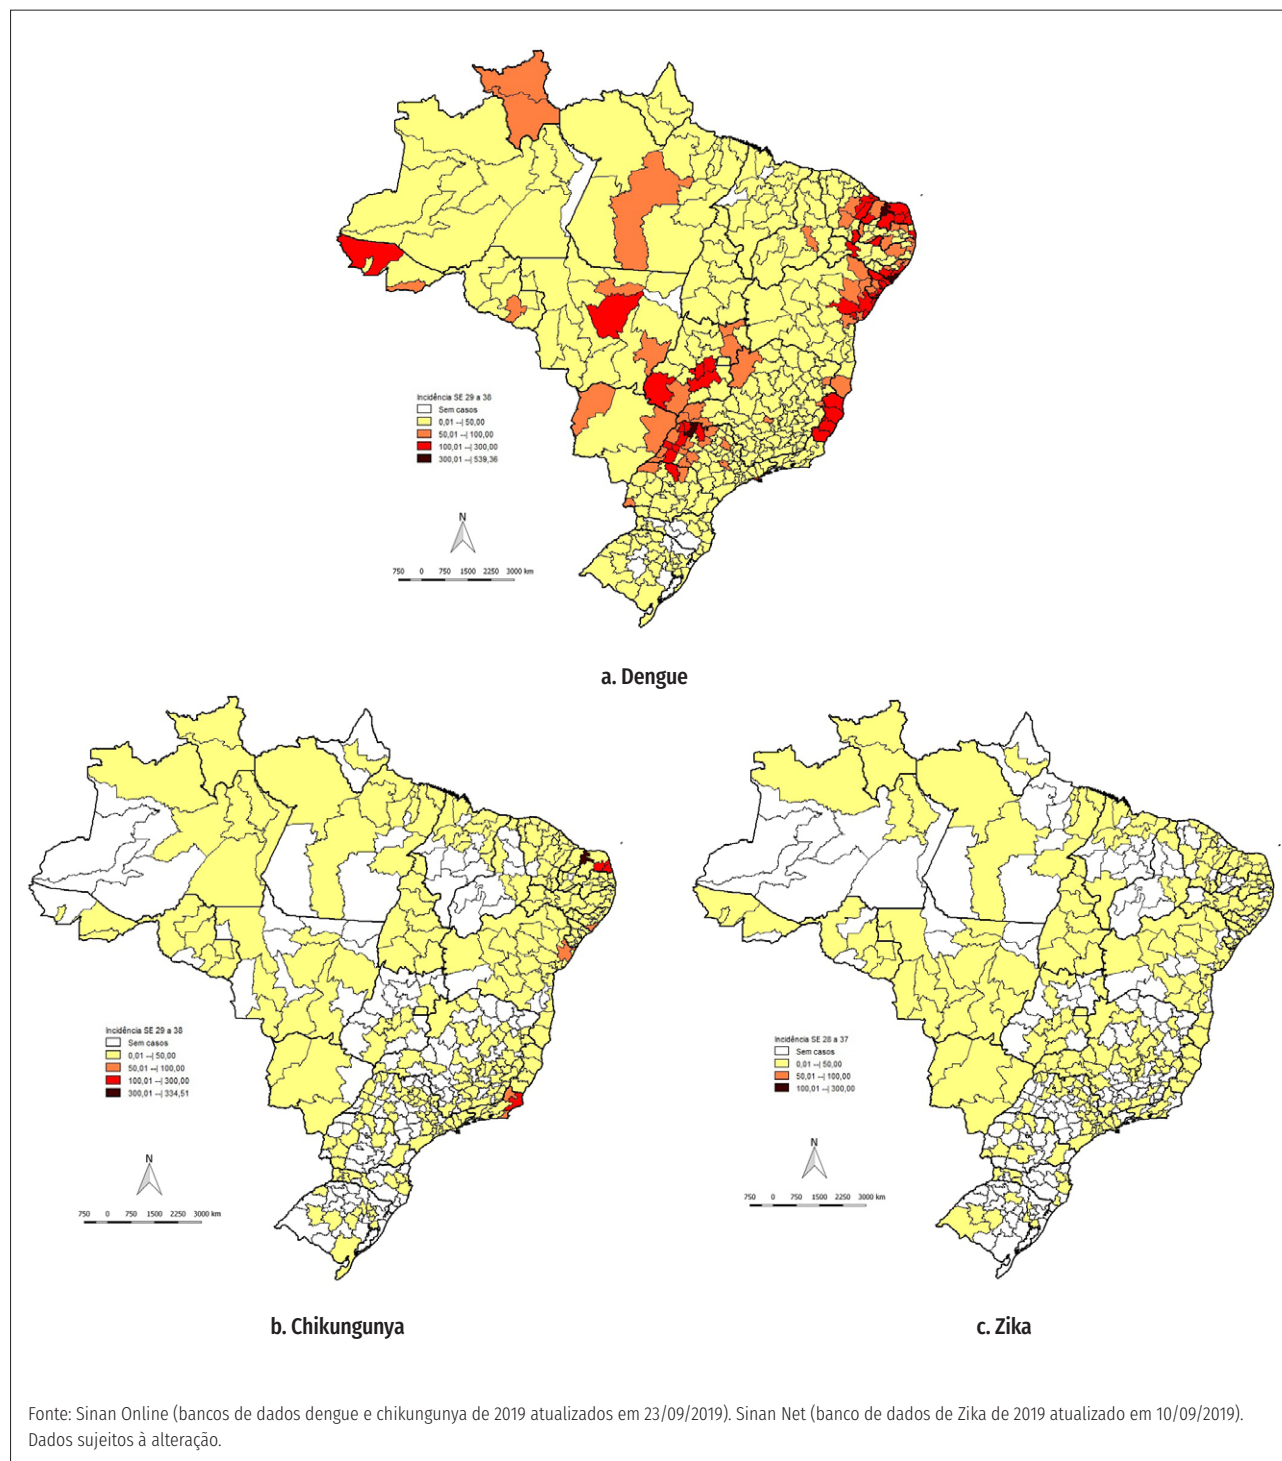 Incidência SE 29 a 38
Sem casos
0,01 --| 50,00
50,01 --| 100,00
100,01 --| 300,00
300,01 --| 539,36
N
750 0 750 1500 2250 3000 km
a. Dengue
Incidência SE 29 a 38
Sem casos
0,01 --| 50,00
50,01 --| 100,00
100,01 --| 300,00
300,01 --| 334,51
N
750 0 750 1500 2250 3000 km
b. Chikungunya
Incidência SE 28 a 37
Sem casos
0,01 --| 50,00
50,01 --| 100,00
100,01 --| 300,00
N
750 0 750 1500 2250 3000 km
c. Zika
Fonte: Sinan Online (bancos de dados dengue e chikungunya de 2019 atualizados em 23/09/2019). Sinan Net (banco de dados de Zika de 2019 atualizado em 10/09/2019).
Dados sujeitos à alteração.